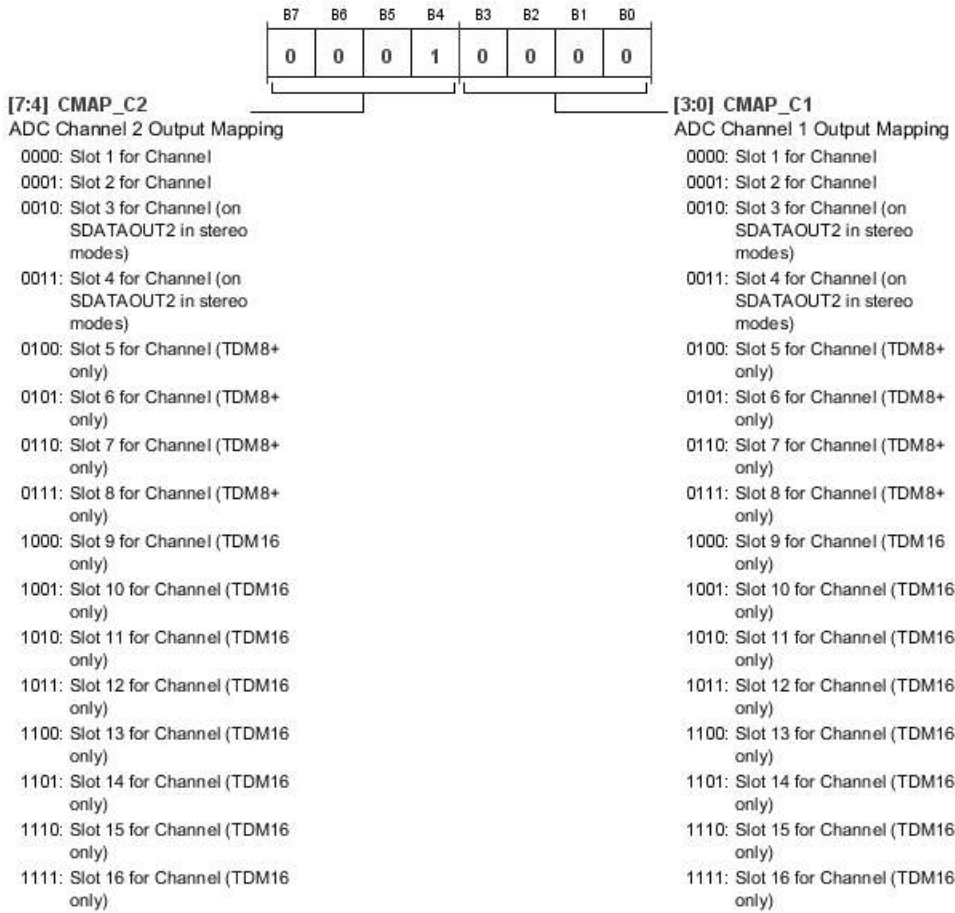 B7 B6 B5 B4 B3 B2 B1 B0
0 0 0 1 0 0 0 0
[7:4] CMAP_C2
ADC Channel 2 Output Mapping
0000: Slot 1 for Channel
0001: Slot 2 for Channel
0010: Slot 3 for Channel (on
SDATAOUT2 in stereo
modes)
0011: Slot 4 for Channel (on
SDATAOUT2 in stereo
modes)
0100: Slot 5 for Channel (TDM8+
only)
0101: Slot 6 for Channel (TDM8+
only)
0110: Slot 7 for Channel (TDM8+
only)
0111: Slot 8 for Channel (TDM8+
only)
1000: Slot 9 for Channel (TDM16
only)
1001: Slot 10 for Channel (TDM16
only)
1010: Slot 11 for Channel (TDM16
only)
1011: Slot 12 for Channel (TDM16
only)
1100: Slot 13 for Channel (TDM16
only)
1101: Slot 14 for Channel (TDM16
only)
1110: Slot 15 for Channel (TDM16
only)
1111: Slot 16 for Channel (TDM16
only)
[3:0] CMAP_C1
ADC Channel 1 Output Mapping
0000: Slot 1 for Channel
0001: Slot 2 for Channel
0010: Slot 3 for Channel (on
SDATAOUT2 in stereo
modes)
0011: Slot 4 for Channel (on
SDATAOUT2 in stereo
modes)
0100: Slot 5 for Channel (TDM8+
only)
0101: Slot 6 for Channel (TDM8+
only)
0110: Slot 7 for Channel (TDM8+
only)
0111: Slot 8 for Channel (TDM8+
only)
1000: Slot 9 for Channel (TDM16
only)
1001: Slot 10 for Channel (TDM16
only)
1010: Slot 11 for Channel (TDM16
only)
1011: Slot 12 for Channel (TDM16
only)
1100: Slot 13 for Channel (TDM16
only)
1101: Slot 14 for Channel (TDM16
only)
1110: Slot 15 for Channel (TDM16
only)
1111: Slot 16 for Channel (TDM16
only)